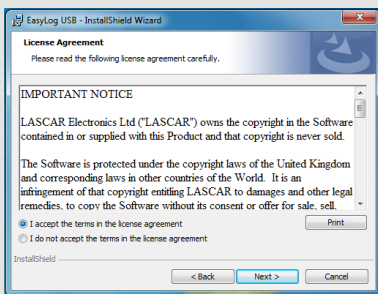 EasyLog USB - InstallShield Wizard
License Agreement
Please read the following license agreement carefully.
IMPORTANT NOTICE
LASCAR Electronics Ltd ("LASCAR") owns the copyright in the Software
contained in or supplied with this Product and that copyright is never sold.
The Software is protected under the copyright laws of the United Kingdom
and corresponding laws in other countries of the World. It is an
infringement of that copyright entitling LASCAR to damages and other legal
remedies, to copy the Software without its consent or offer for sale, sell,
I accept the terms in the license agreement
Print
I do not accept the terms in the license agreement
InstallShield
< Back
Next >
Cancel